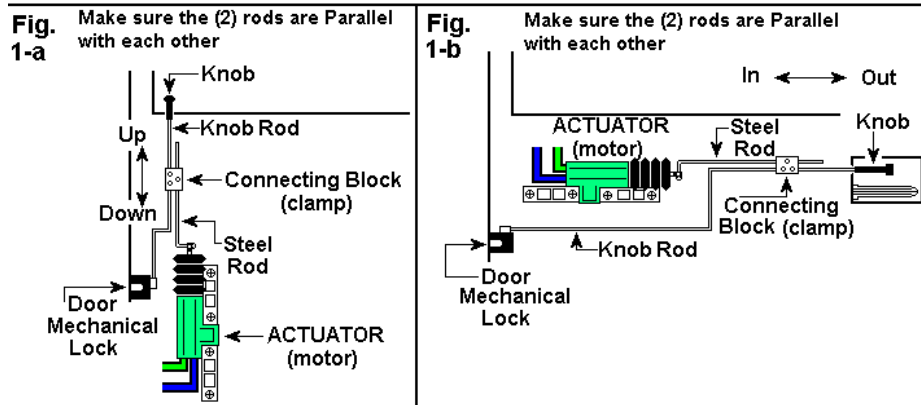 Fig.
1-a
Make sure the (2) rods are Parallel
with each other
Knob
Knob Rod
Up
Down
Connecting Block
(clamp)
Steel
Rod
Door
Mechanical
Lock
ACTUATOR
(motor)
Fig.
1-b
Make sure the (2) rods are Parallel
with each other
In
Out
ACTUATOR
(motor)
Steel
Rod
Knob
Connecting
Block (clamp)
Knob Rod
Door
Mechanical
Lock